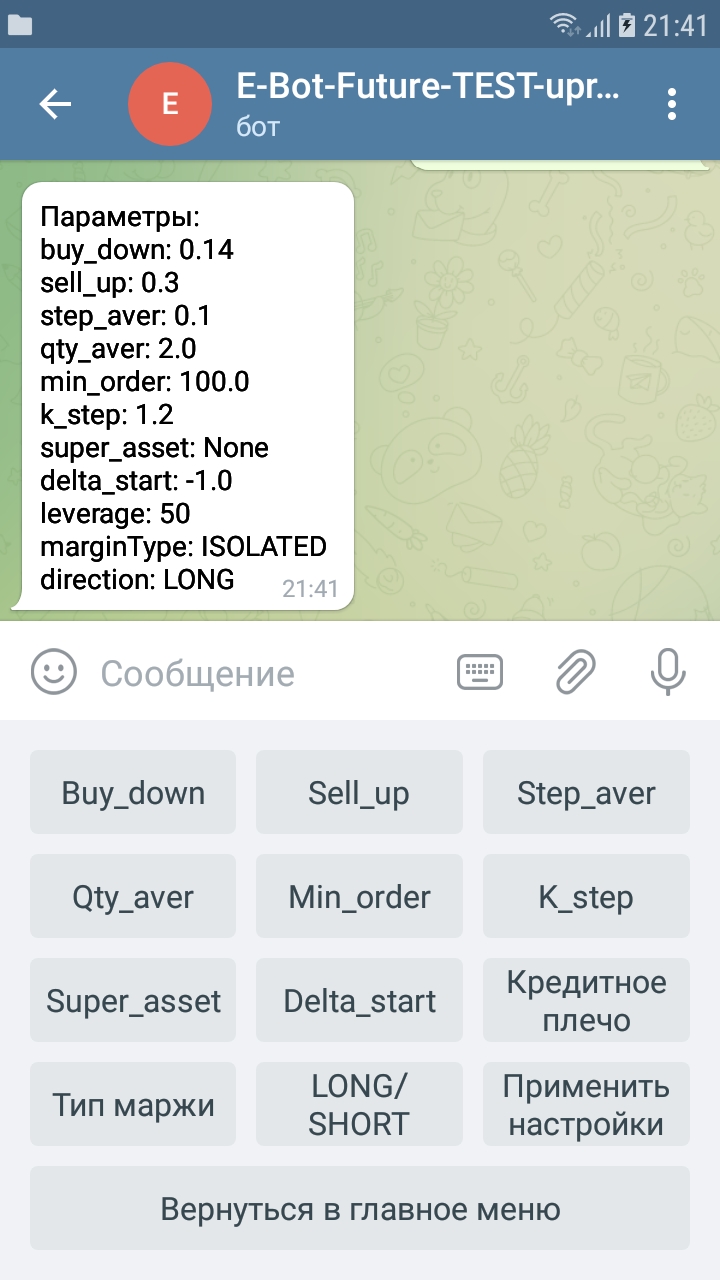 21:41
E-Bot-Future-TEST-upr...
бот
E
Параметры:
buy_down: 0.14
sell_up: 0.3
step_aver: 0.1
qty_aver: 2.0
min_order: 100.0
k_step: 1.2
super_asset: None
delta_start: -1.0
leverage: 50
marginType: ISOLATED
direction: LONG
21:41
Сообщение
Buy_down
Sell_up
Step_aver
Qty_aver
Min_order
K_step
Super_asset
Delta_start
Кредитное
плечо
Тип маржи
LONG/
SHORT
Применить
настройки
Вернуться в главное меню